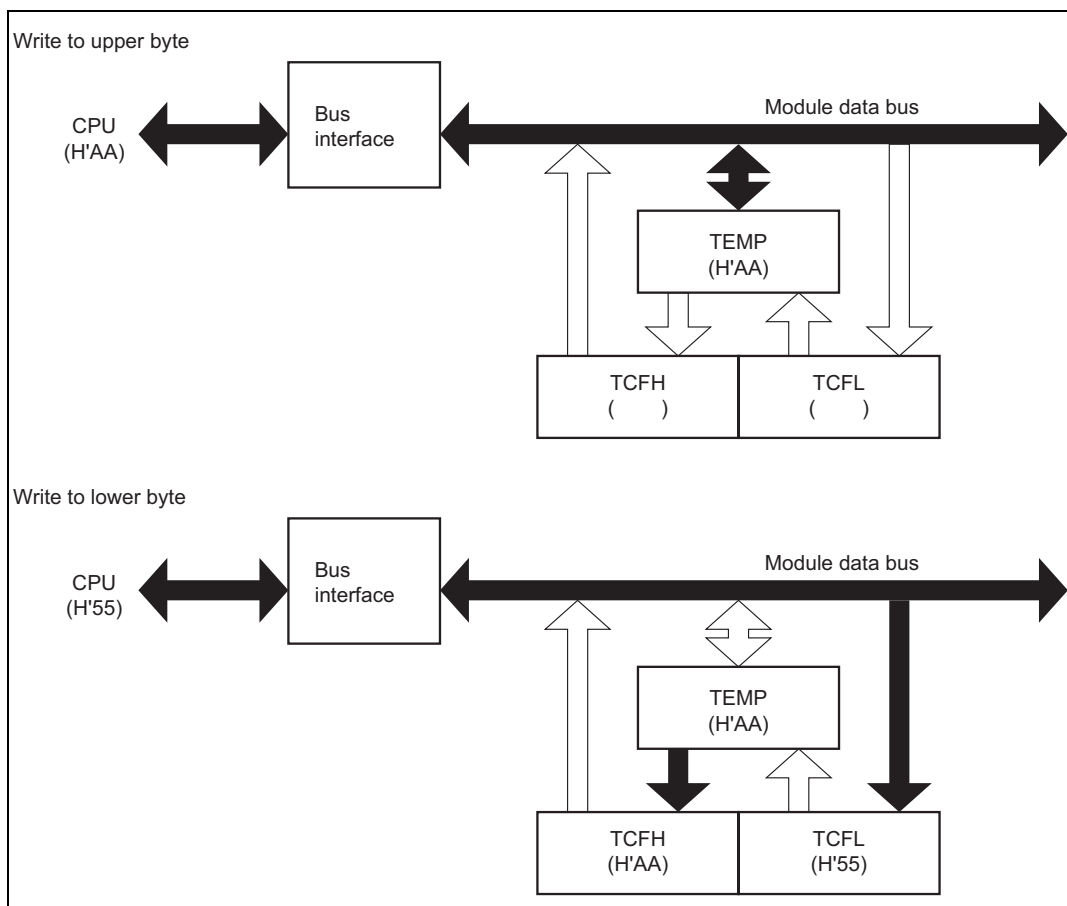 Write to upper byte
CPU
(H'AA)
Bus
interface
Module data bus
TEMP
(H'AA)
TCFH
( )
TCFL
( )
Write to lower byte
CPU
(H'55)
Bus
interface
Module data bus
TEMP
(H'AA)
TCFH
(H'AA)
TCFL
(H'55)